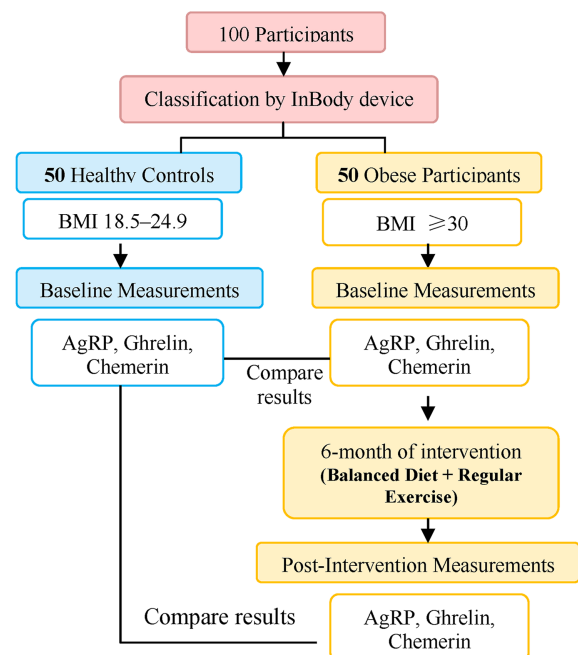 100 Participants
Classification by InBody device
50 Healthy Controls
50 Obese Participants
BMI 18.5–24.9
BMI ≥30
Baseline Measurements
Baseline Measurements
AgRP, Ghrelin,
Chemerin
Compare
results
AgRP, Ghrelin,
Chemerin
6-month of intervention
(Balanced Diet + Regular
Exercise)
Post-Intervention Measurements
Compare results
AgRP, Ghrelin,
Chemerin